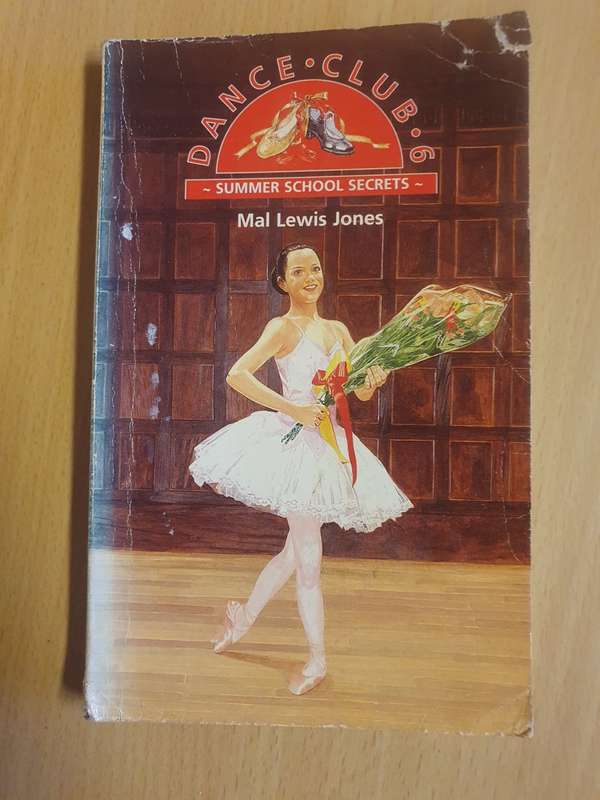 DANCE • CLUB • 6
~ SUMMER SCHOOL SECRETS ~
Mal Lewis Jones